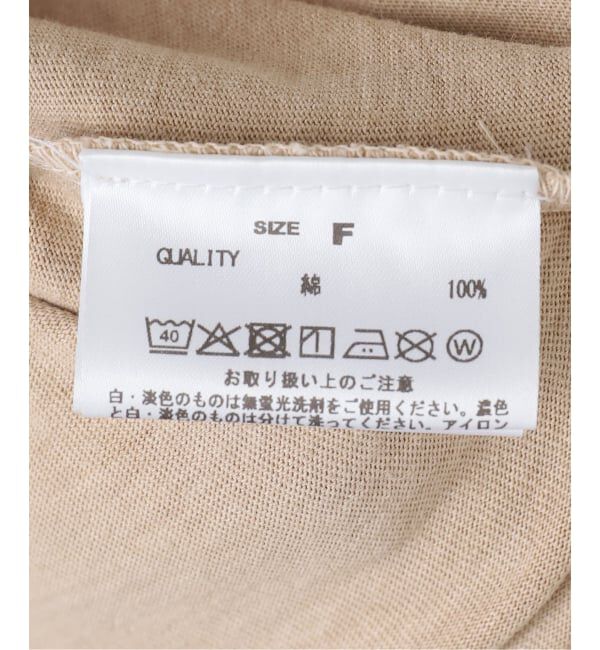 SIZE F
QUALITY
綿 100%
40 W
お取り扱い上のご注意
白・淡色のものは無蛍光洗剤をご使用ください。濃色
と白・淡色のものは分けて洗ってください。アイロン